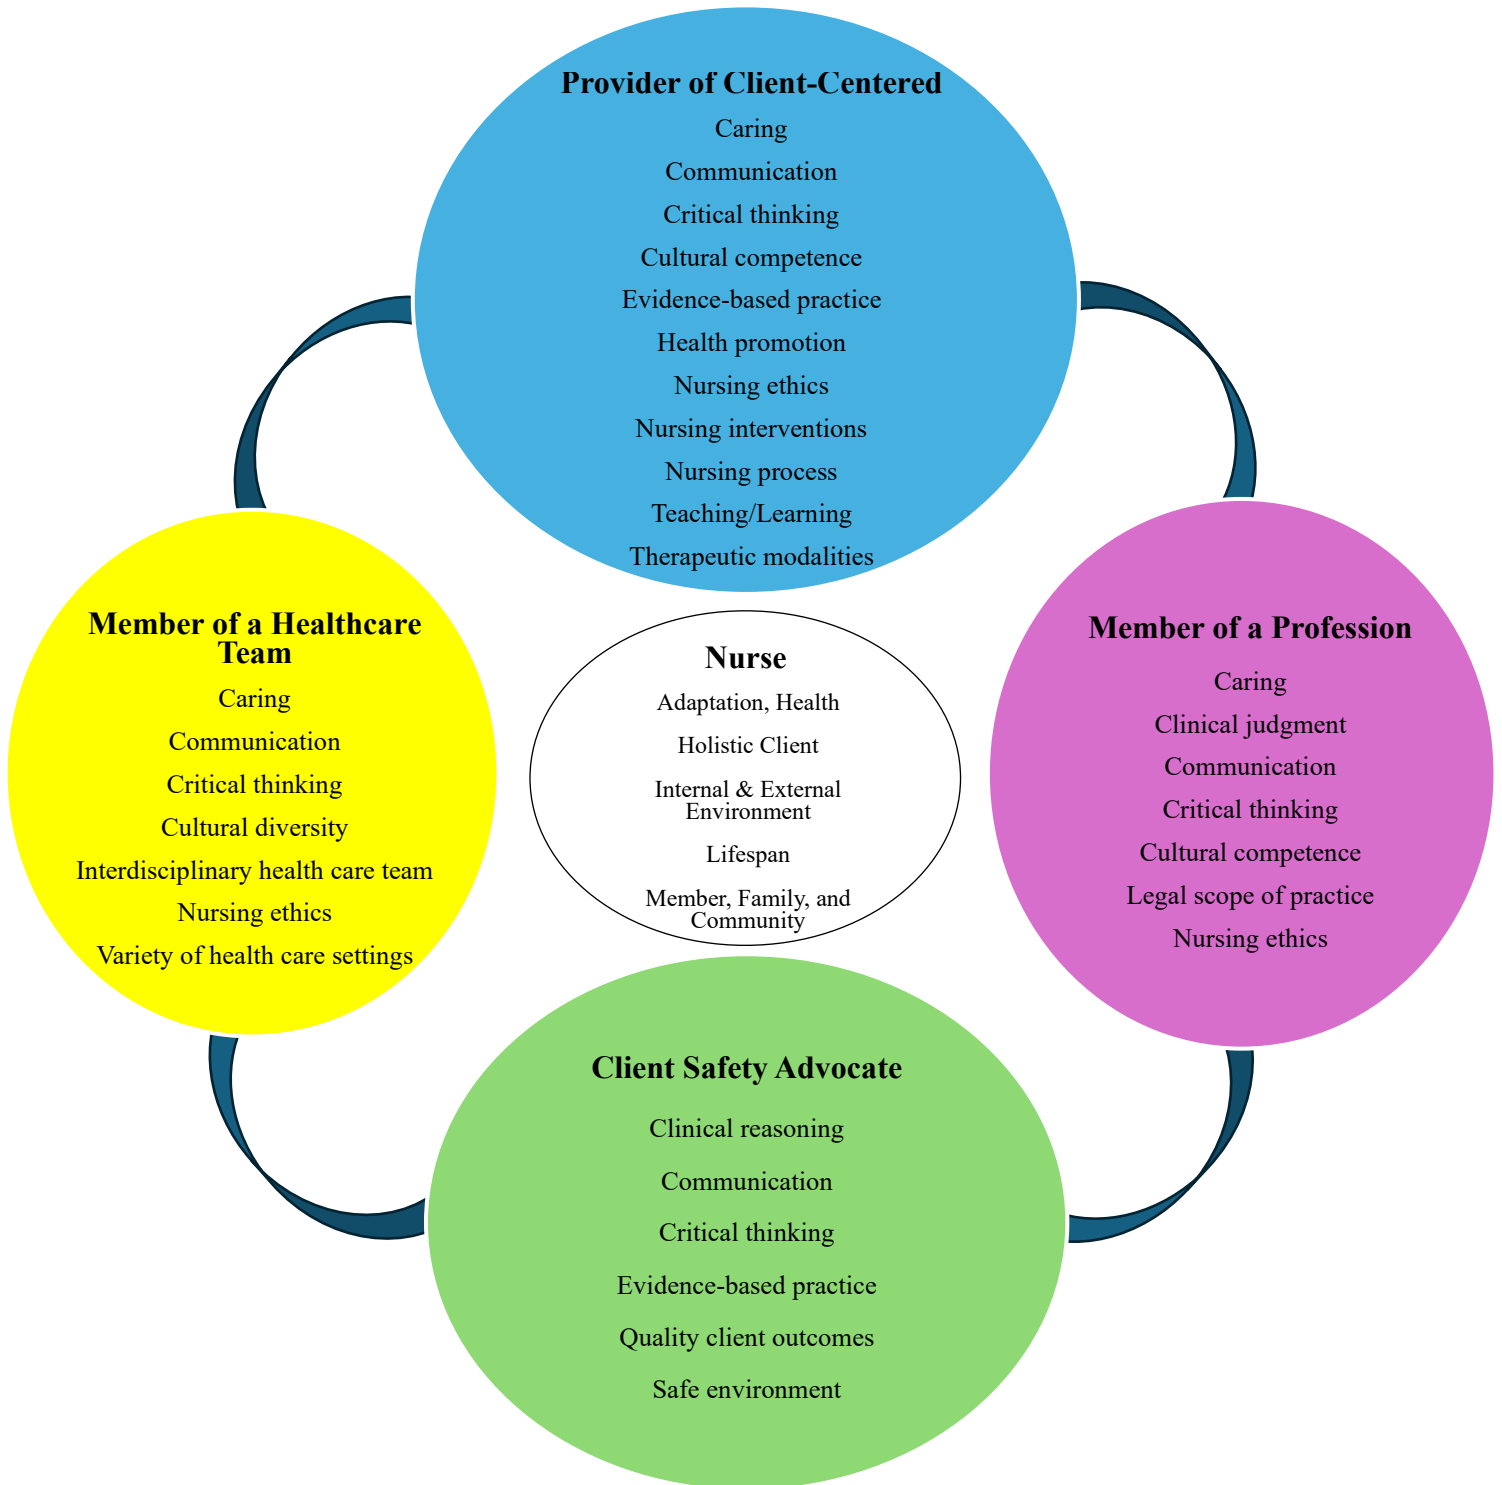 Provider of Client-Centered
Caring
Communication
Critical thinking
Cultural competence
Evidence-based practice
Health promotion
Nursing ethics
Nursing interventions
Nursing process
Teaching/Learning
Therapeutic modalities
Member of a Healthcare
Team
Caring
Communication
Critical thinking
Cultural diversity
Interdisciplinary health care team
Nursing ethics
Variety of health care settings
Nurse
Adaptation, Health
Holistic Client
Internal & External
Environment
Lifespan
Member, Family, and
Community
Member of a Profession
Caring
Clinical judgment
Communication
Critical thinking
Cultural competence
Legal scope of practice
Nursing ethics
Client Safety Advocate
Clinical reasoning
Communication
Critical thinking
Evidence-based practice
Quality client outcomes
Safe environment